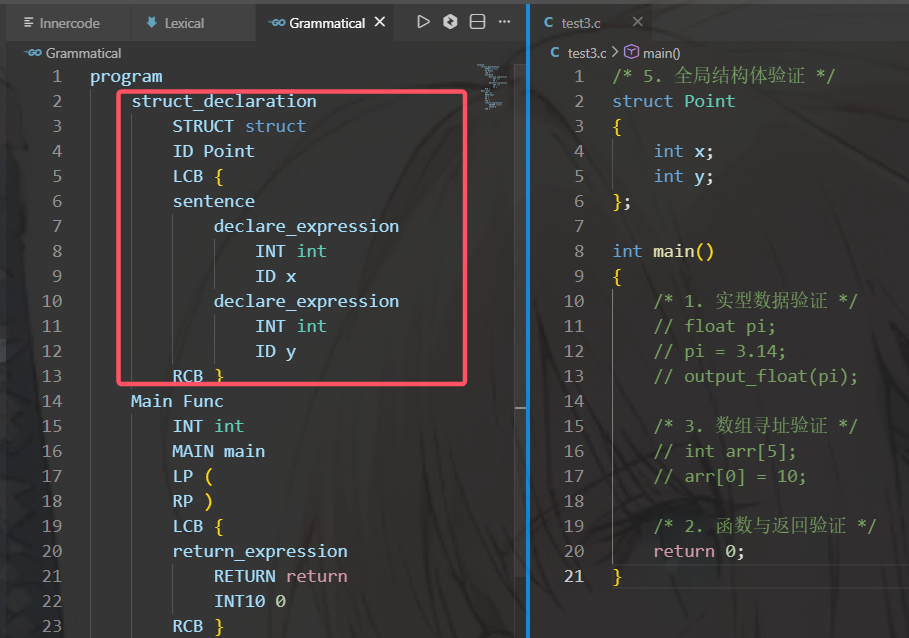 Innercode
Lexical
Grammatical
Grammatical
1 program
2 struct_declaration
3 STRUCT struct
4 ID Point
5 LCB {
6 sentence
7 declare_expression
8 INT int
9 ID x
10 declare_expression
11 INT int
12 ID y
13 RCB }
14 Main Func
15 INT int
16 MAIN main
17 LP (
18 RP )
19 LCB {
20 return_expression
21 RETURN return
22 INT10 0
23 RCB }
C test3.c
C test3.c > main()
1 /* 5. 全局结构体验证 */
2 struct Point
3 {
4 int x;
5 int y;
6 };
7
8 int main()
9 {
10 /* 1. 实型数据验证 */
11 // float pi;
12 // pi = 3.14;
13 // output_float(pi);
14
15 /* 3. 数组寻址验证 */
16 // int arr[5];
17 // arr[0] = 10;
18
19 /* 2. 函数与返回验证 */
20 return 0;
21 }